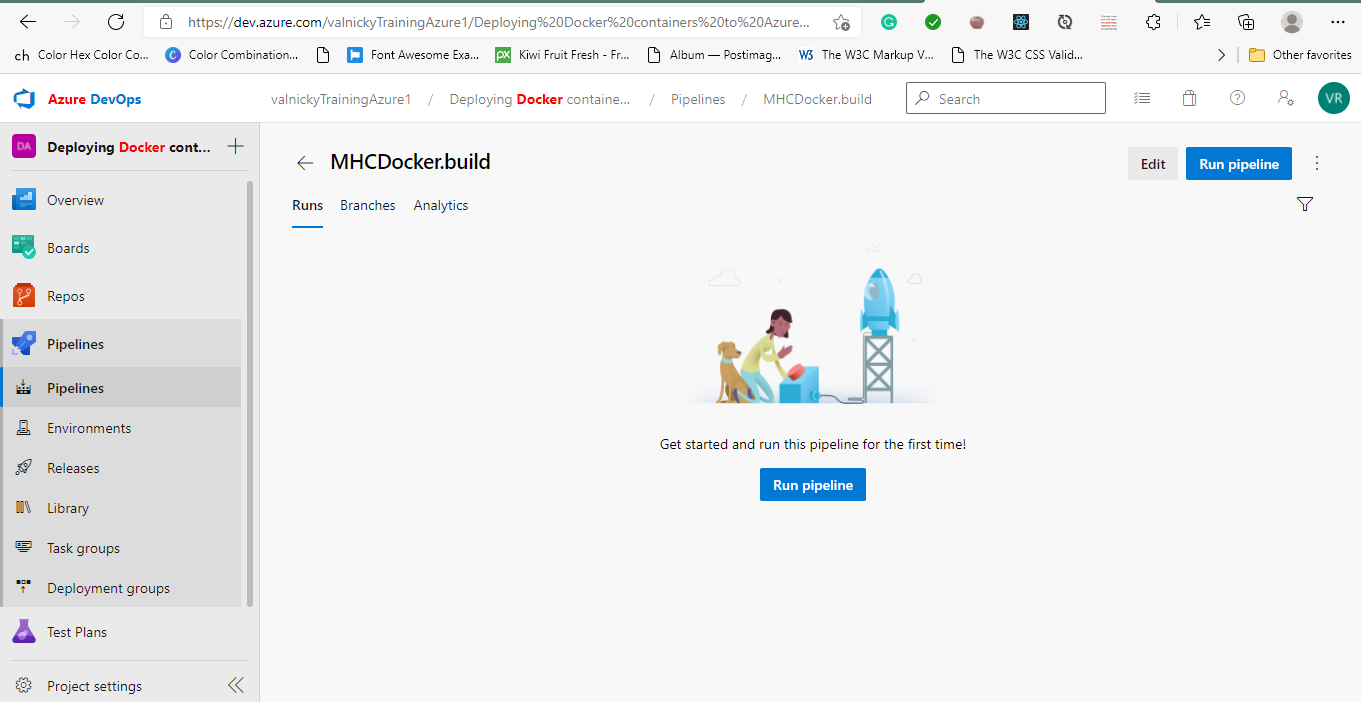 https://dev.azure.com/valnickyTrainingAzure1/Deploying%20Docker%20containers%20to%20Azure...
ch Color Hex Color Co... Color Combination... Font Awesome Exa... Kiwi Fruit Fresh - Fr... Album — Postimag... W3 The W3C Markup V... The W3C CSS Valid... Other favorites
Azure DevOps valnickyTrainingAzure1 / Deploying Docker containe... / Pipelines / MHCDocker.build Search VR
DA Deploying Docker cont...
MHCDocker.build Edit Run pipeline
Overview
Runs Branches Analytics
Boards
Repos
Pipelines
Pipelines
Environments
Releases
Library
Task groups
Deployment groups
Test Plans
Project settings
Get started and run this pipeline for the first time!
Run pipeline